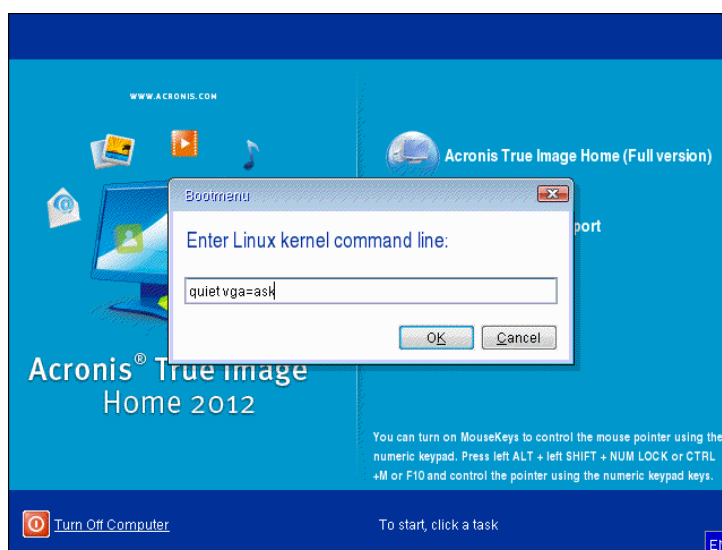 WWW.ACRONIS.COM
Acronis True Image Home (Full version)
port
Bootmenu
Enter Linux kernel command line:
quiet vga=ask
OK
Cancel
Acronis® True Image
Home 2012
You can turn on MouseKeys to control the mouse pointer using the
numeric keypad. Press left ALT + left SHIFT + NUM LOCK or CTRL
+M or F10 and control the pointer using the numeric keypad keys.
Turn Off Computer
To start, click a task
En